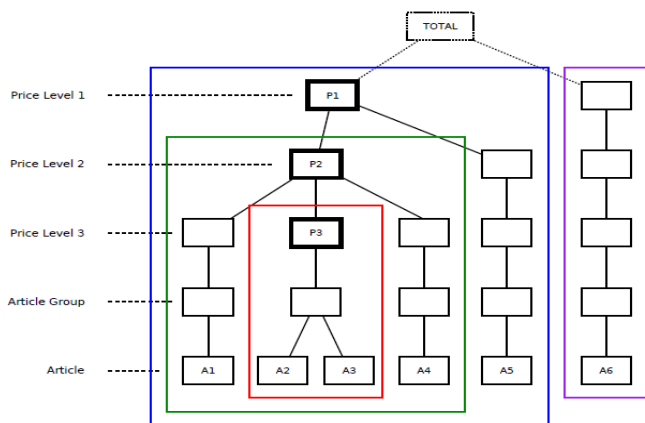 TOTAL
Price Level 1
P1
Price Level 2
P2
Price Level 3
P3
Article Group
Article
A1
A2
A3
A4
A5
A6